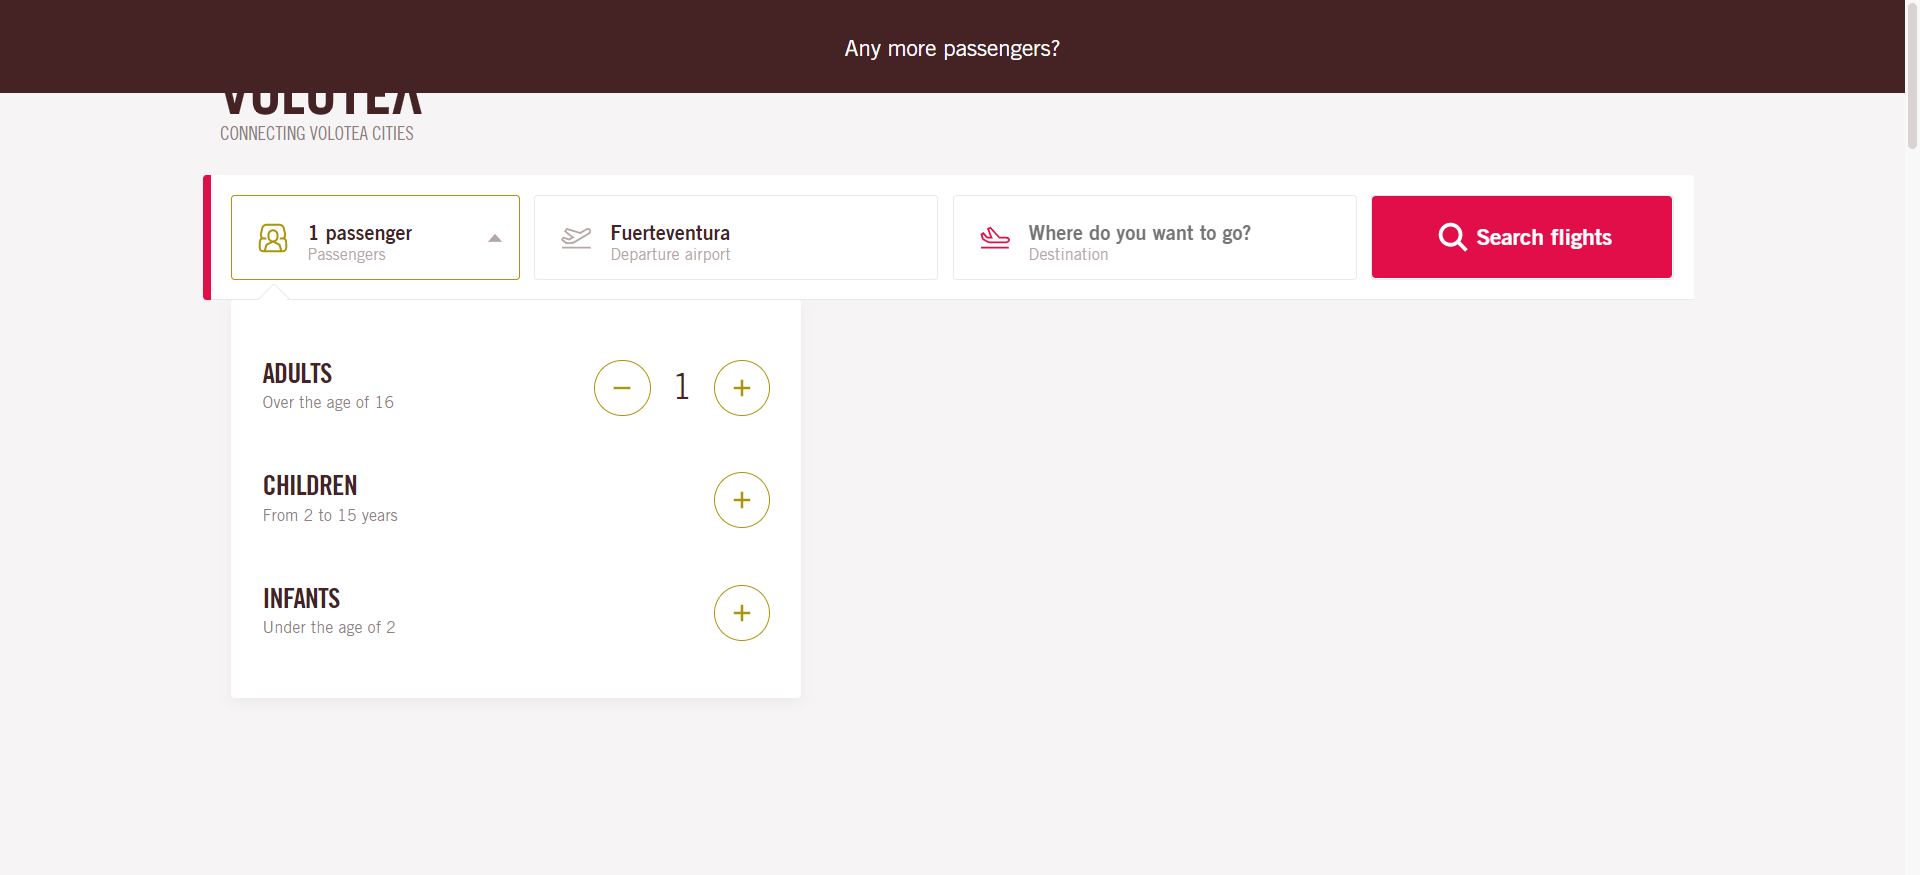 Any more passengers?
VOLOTEA
CONNECTING VOLOTEA CITIES
1 passenger
Passengers
Fuerteventura
Departure airport
Where do you want to go?
Destination
Search flights
ADULTS
Over the age of 16
1
CHILDREN
From 2 to 15 years
INFANTS
Under the age of 2